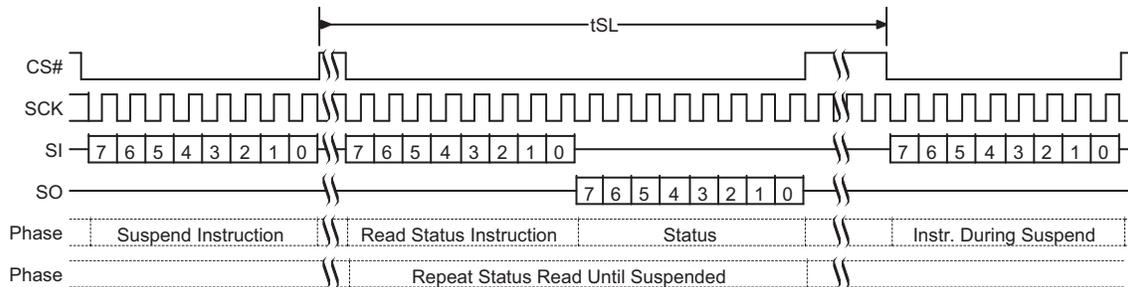 tSL
CS#
SCK
SI 7 6 5 4 3 2 1 0 7 6 5 4 3 2 1 0 7 6 5 4 3 2 1 0
SO 7 6 5 4 3 2 1 0
Phase Suspend Instruction Read Status Instruction Status Instr. During Suspend
Phase Repeat Status Read Until Suspended